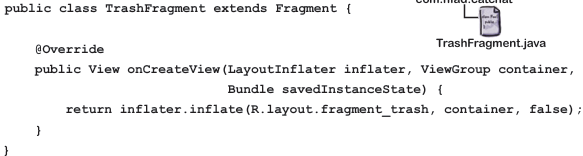 com.hfad.catchat
public class TrashFragment extends Fragment {
TrashFragment.java
@Override
public View onCreateView(LayoutInflater inflater, ViewGroup container,
Bundle savedInstanceState) {
return inflater.inflate(R.layout.fragment_trash, container, false);
}
}